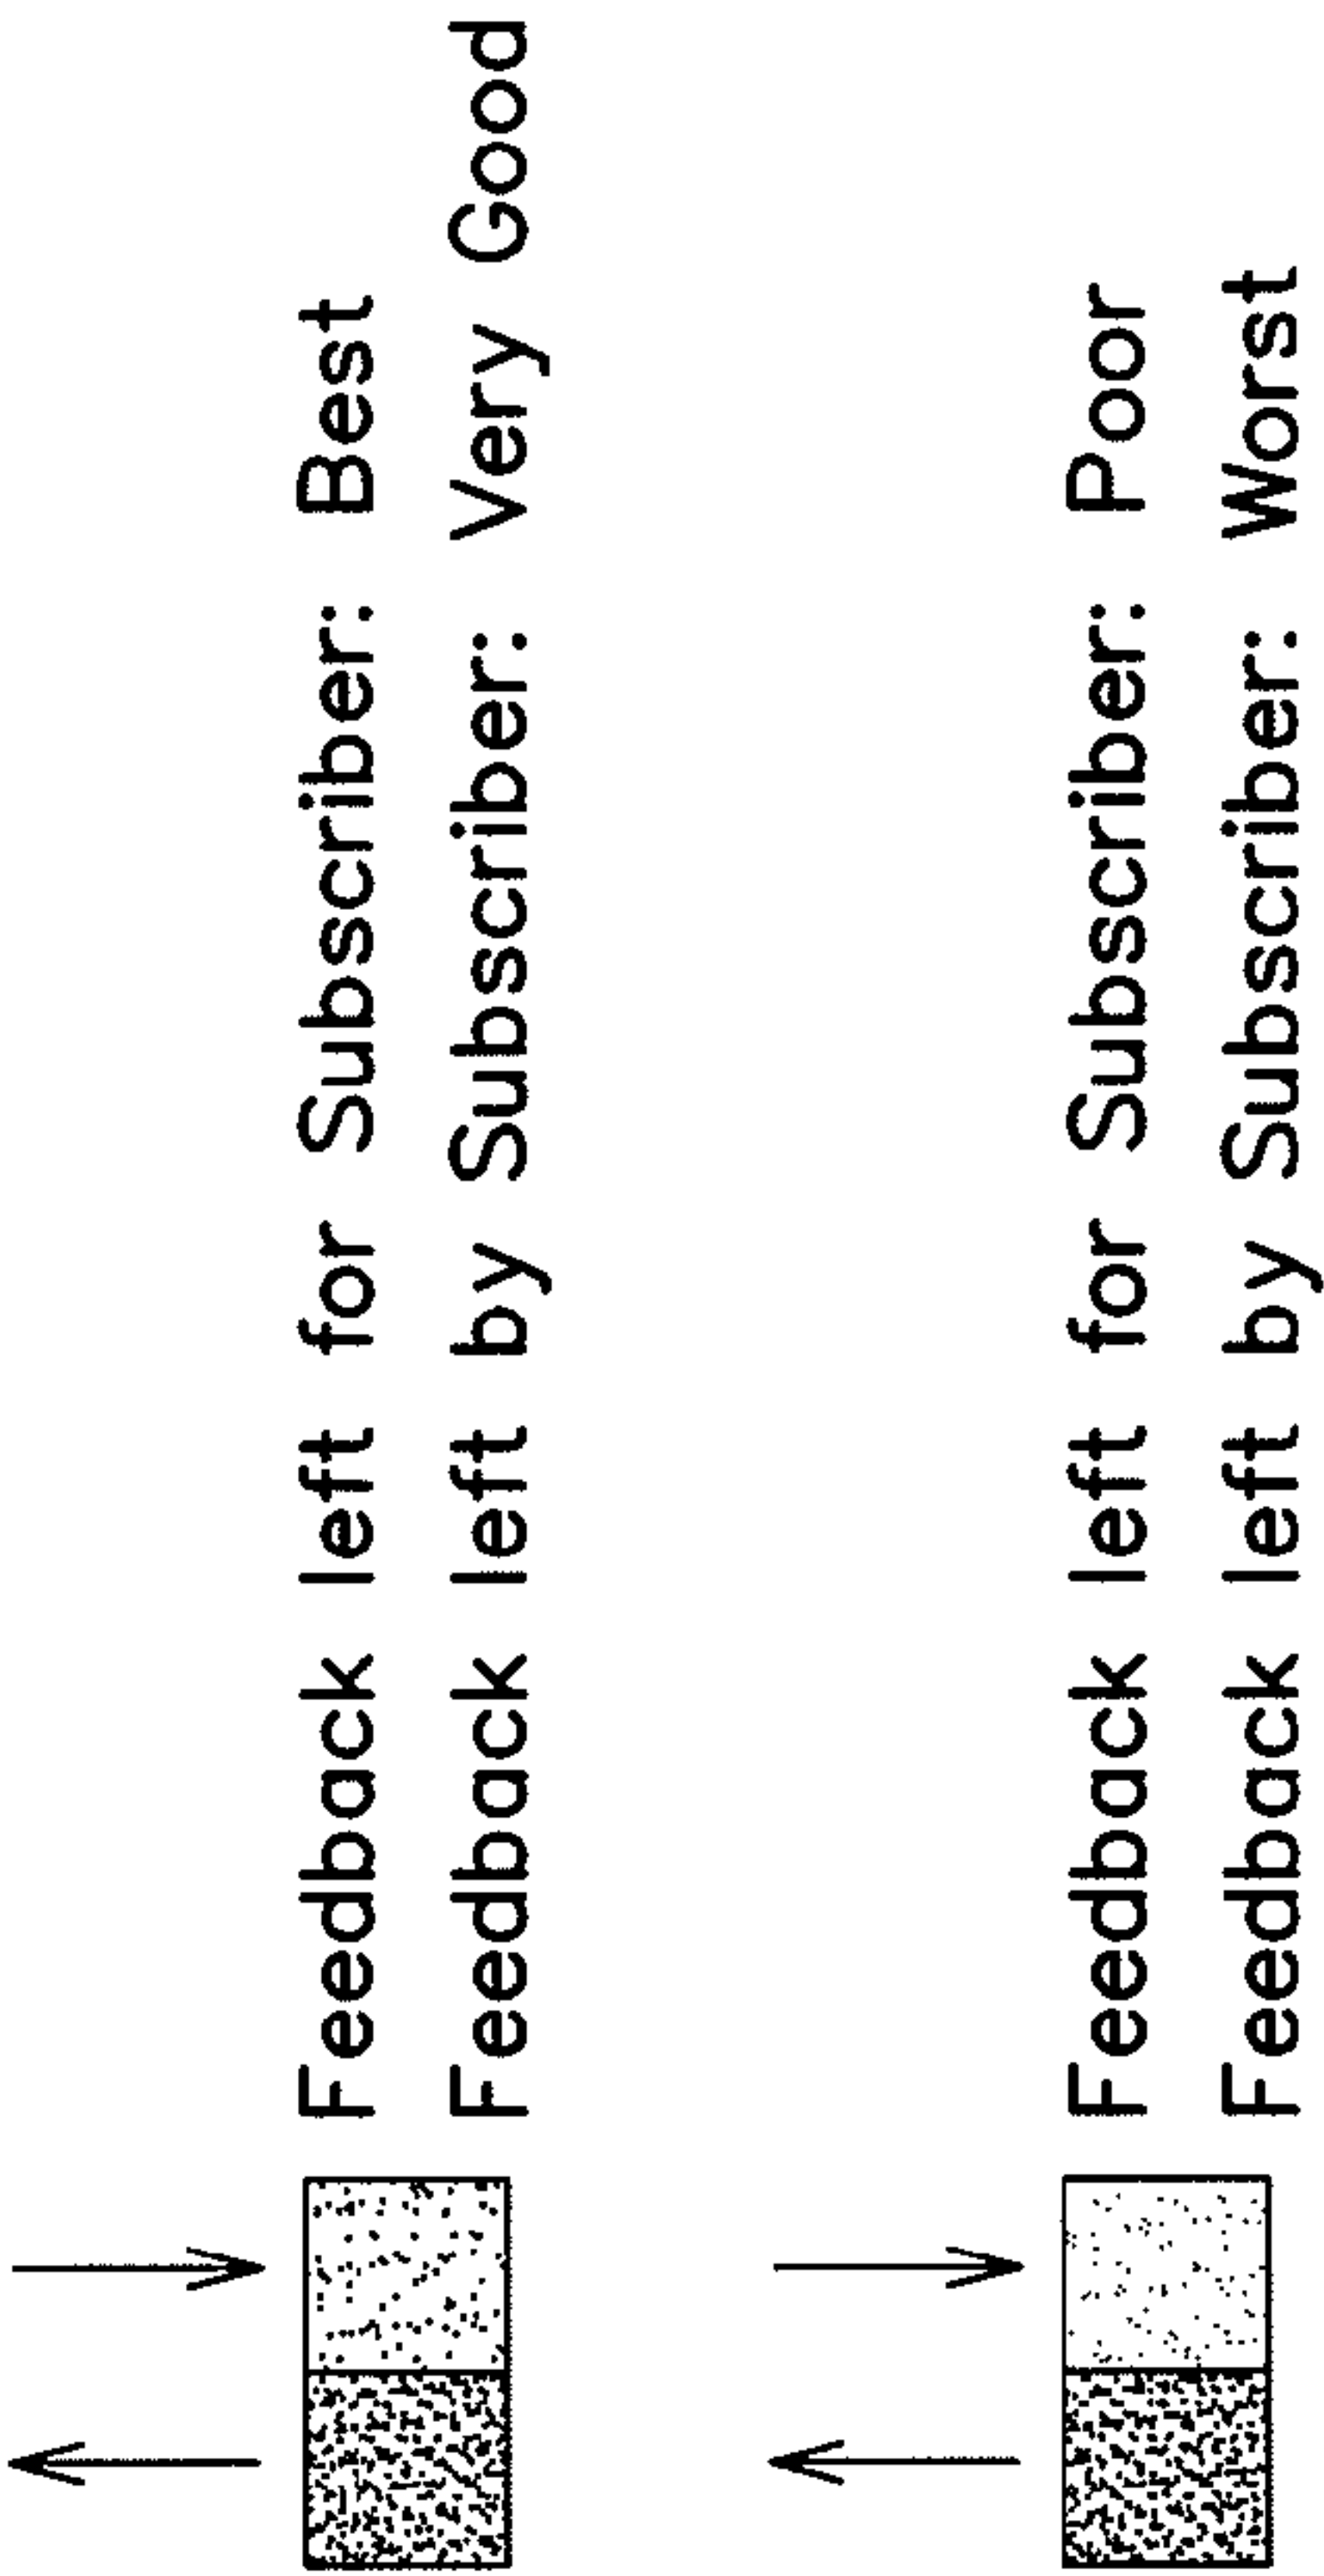 Feedback left for Subscriber: Best
Feedback left by Subscriber: Very Good
Feedback left for Subscriber: Poor
Feedback left by Subscriber: Worst